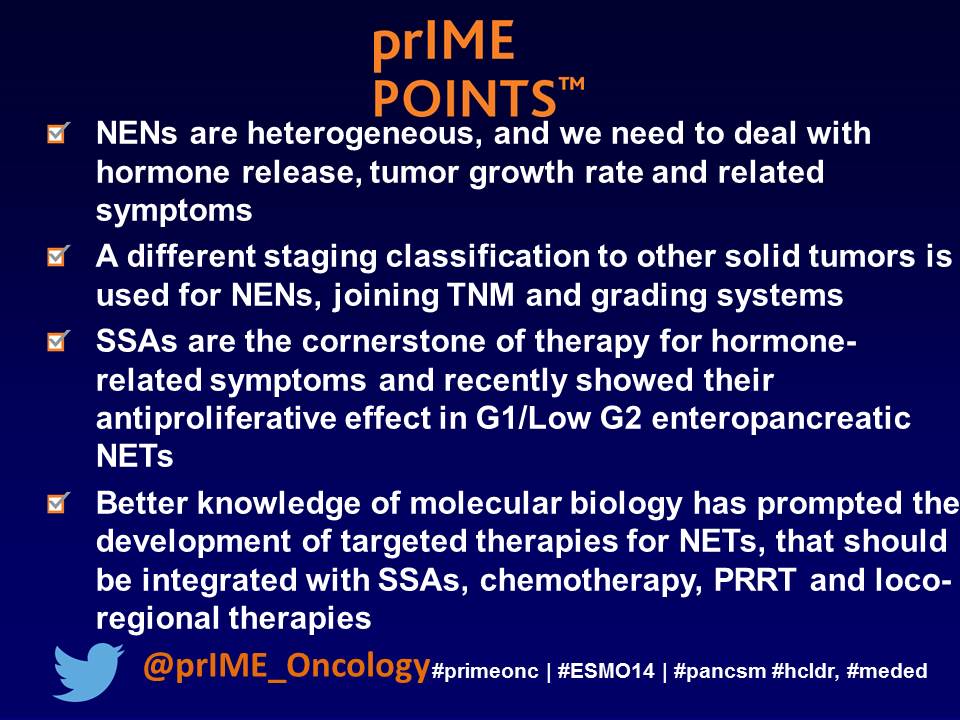 prIME
POINTS™
NENs are heterogeneous, and we need to deal with
hormone release, tumor growth rate and related
symptoms
A different staging classification to other solid tumors is
used for NENs, joining TNM and grading systems
SSAs are the cornerstone of therapy for hormone-
related symptoms and recently showed their
antiproliferative effect in G1/Low G2 enteropancreatic
NETs
Better knowledge of molecular biology has prompted the
development of targeted therapies for NETs, that should
be integrated with SSAs, chemotherapy, PRRT and loco-
regional therapies
@prIME_Oncology #primeonc | #ESMO14 | #pancsm #hcldr, #meded